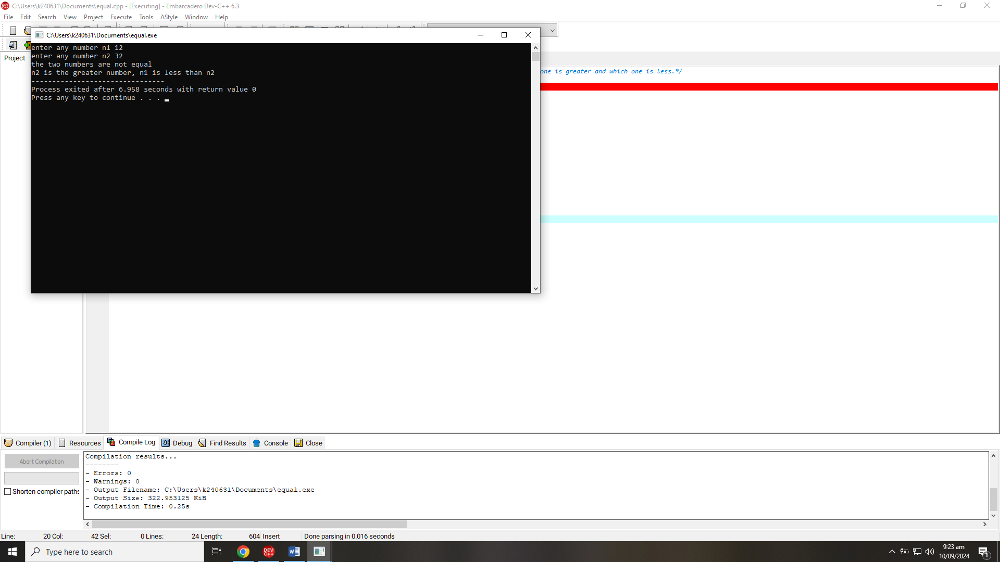 C:\Users\k240631\Documents\equal.cpp - [Executing] - Embarcadero Dev-C++ 6.3
File Edit Search View Project Execute Tools AStyle Window Help
C:\Users\k240631\Documents\equal.exe
Project
enter any number n1 12
enter any number n2 32
the two numbers are not equal
n2 is the greater number, n1 is less than n2
--------------------------------
Process exited after 6.958 seconds with return value 0
Press any key to continue . . .
one is greater and which one is less.*/
Compiler (1) Resources Compile Log Debug Find Results Console Close
Abort Compilation
Shorten compiler paths
Compilation results...
--------
- Errors: 0
- Warnings: 0
- Output Filename: C:\Users\k240631\Documents\equal.exe
- Output Size: 322.953125 KiB
- Compilation Time: 0.25s
Line: 20 Col: 42 Sel: 0 Lines: 24 Length: 604 Insert Done parsing in 0.016 seconds
Type here to search
DEV C++
9:23 am
10/09/2024
1